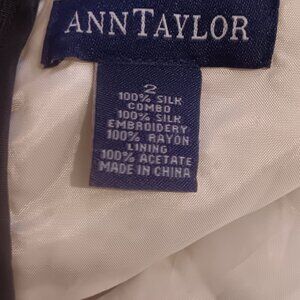 ANNTAYLOR
2
100% SILK
COMBO
100% SILK
EMBROIDERY
100% RAYON
LINING
100% ACETATE
MADE IN CHINA